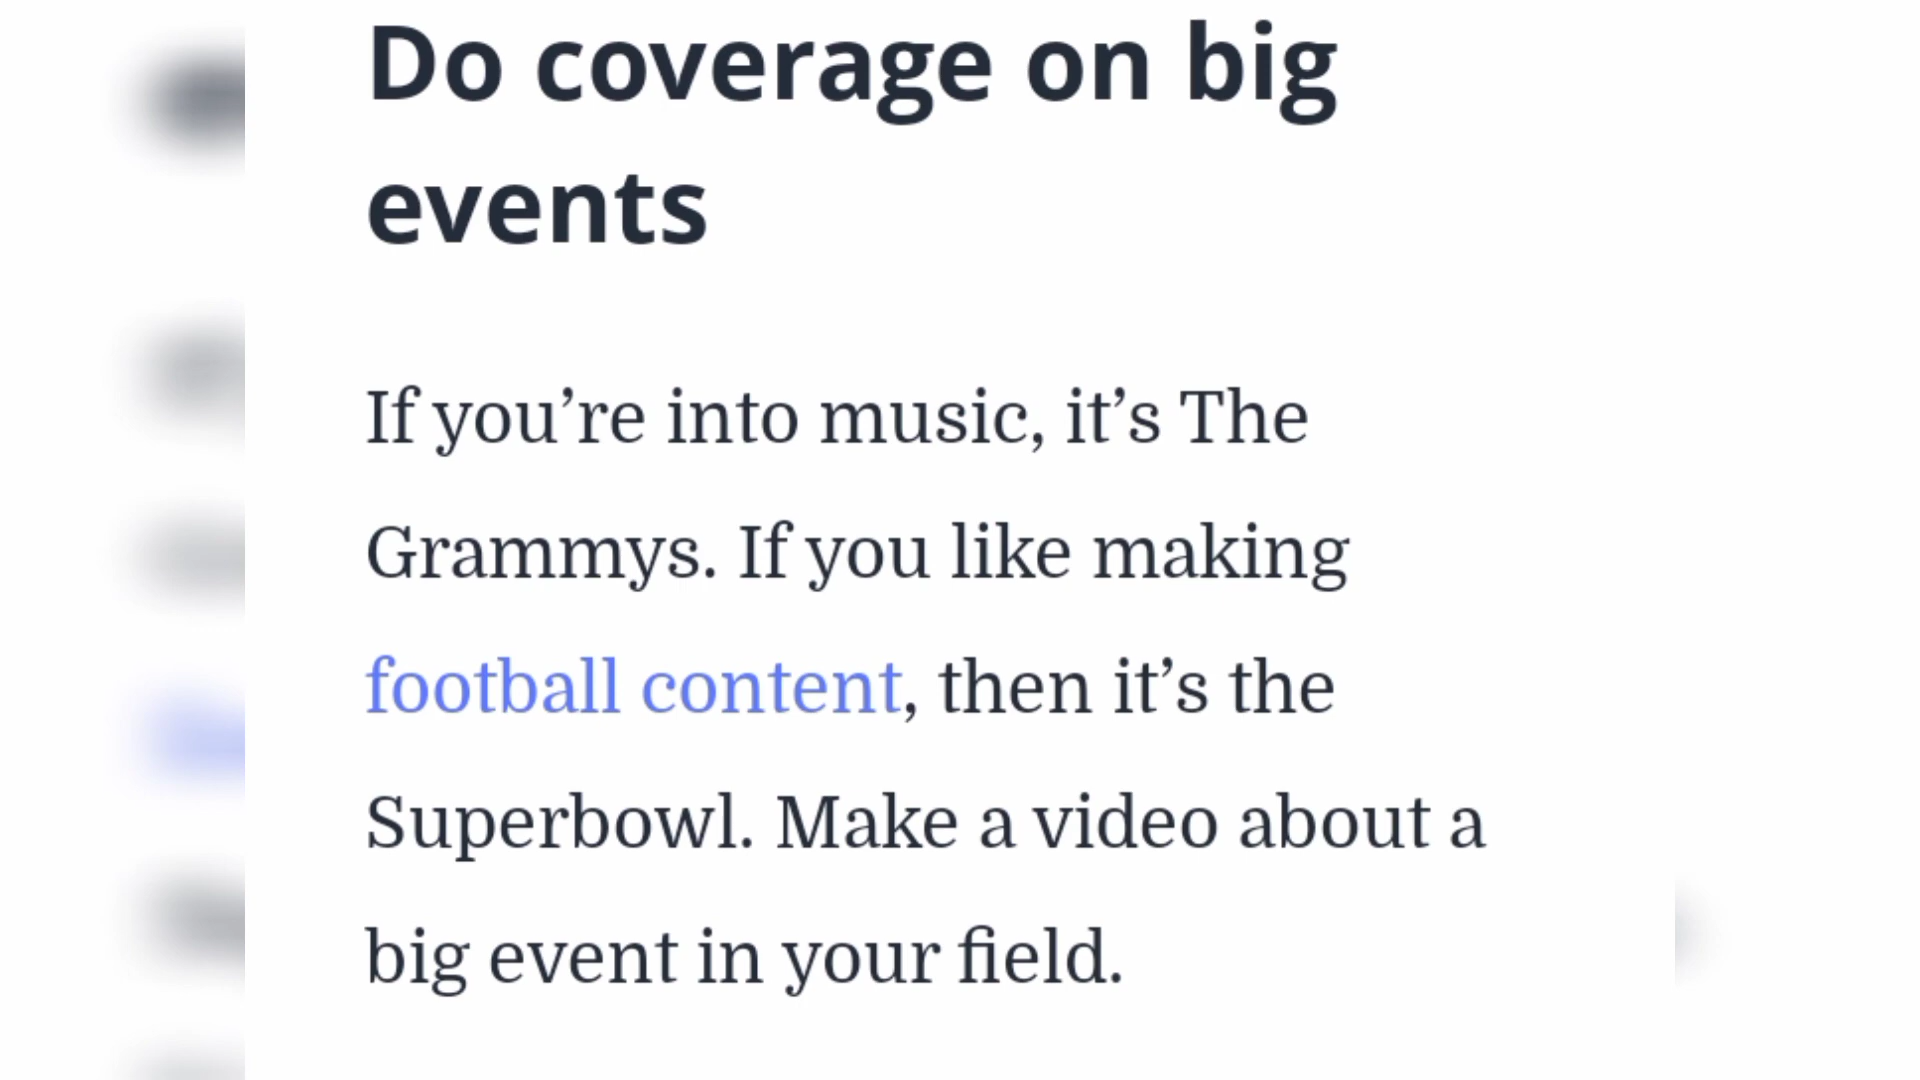 Do coverage on big
events
If you’re into music, it’s The
Grammys. If you like making
football content, then it’s the
Superbowl. Make a video about a
big event in your field.